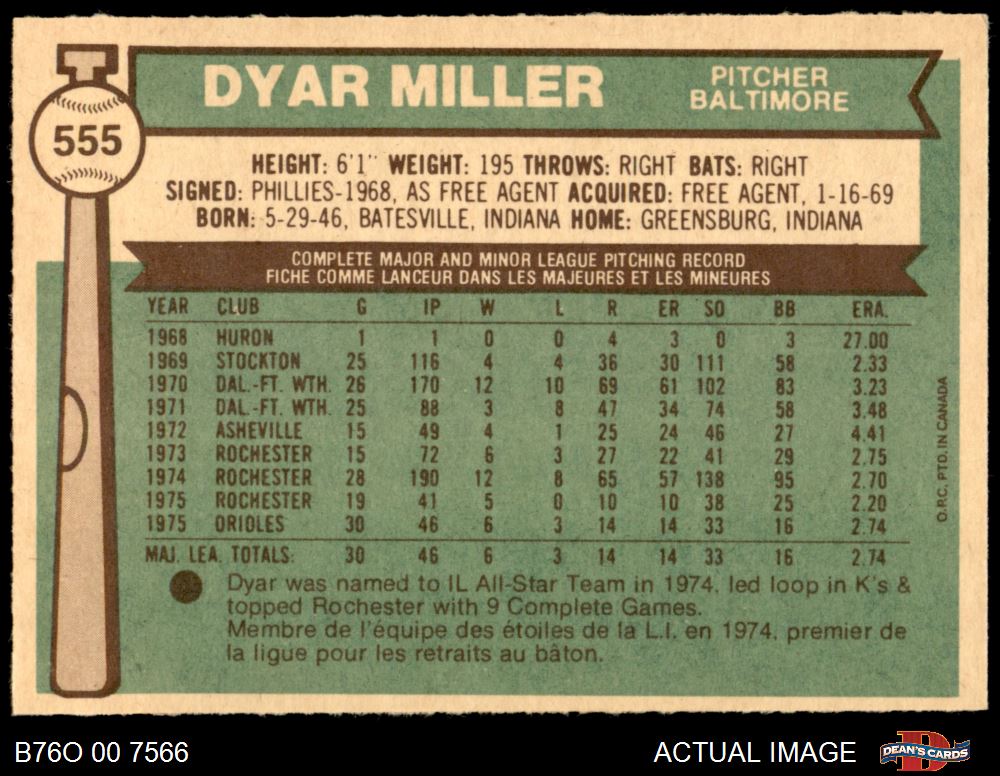 DYAR MILLER
PITCHER
BALTIMORE
555
HEIGHT: 6'1" WEIGHT: 195 THROWS: RIGHT BATS: RIGHT
SIGNED: PHILLIES-1968, AS FREE AGENT ACQUIRED: FREE AGENT, 1-16-69
BORN: 5-29-46, BATESVILLE, INDIANA HOME: GREENSBURG, INDIANA
COMPLETE MAJOR AND MINOR LEAGUE PITCHING RECORD
FICHE COMME LANCEUR DANS LES MAJEURES ET LES MINEURES
YEAR CLUB G IP W L R ER SO BB ERA.
1968 HURON 1 1 0 0 4 3 0 3 27.00
1969 STOCKTON 25 116 4 4 36 30 111 58 2.33
1970 DAL.-FT. WTH. 26 170 12 10 69 61 102 83 3.23
1971 DAL.-FT. WTH. 25 88 3 8 47 34 74 58 3.48
1972 ASHEVILLE 15 49 4 1 25 24 46 27 4.41
1973 ROCHESTER 15 72 6 3 27 22 41 29 2.75
1974 ROCHESTER 28 190 12 8 65 57 138 95 2.70
1975 ROCHESTER 19 41 5 0 10 10 38 25 2.20
1975 ORIOLES 30 46 6 3 14 14 33 16 2.74
MAJ. LEA. TOTALS: 30 46 6 3 14 14 33 16 2.74
Dyar was named to IL All-Star Team in 1974, led loop in K's &
topped Rochester with 9 Complete Games.
Membre de l'équipe des étoiles de la L.I. en 1974, premier de
la ligue pour les retraits au bâton.
O.P.C. PTD. IN CANADA
B76O 00 7566
ACTUAL IMAGE
DEAN'S CARDS